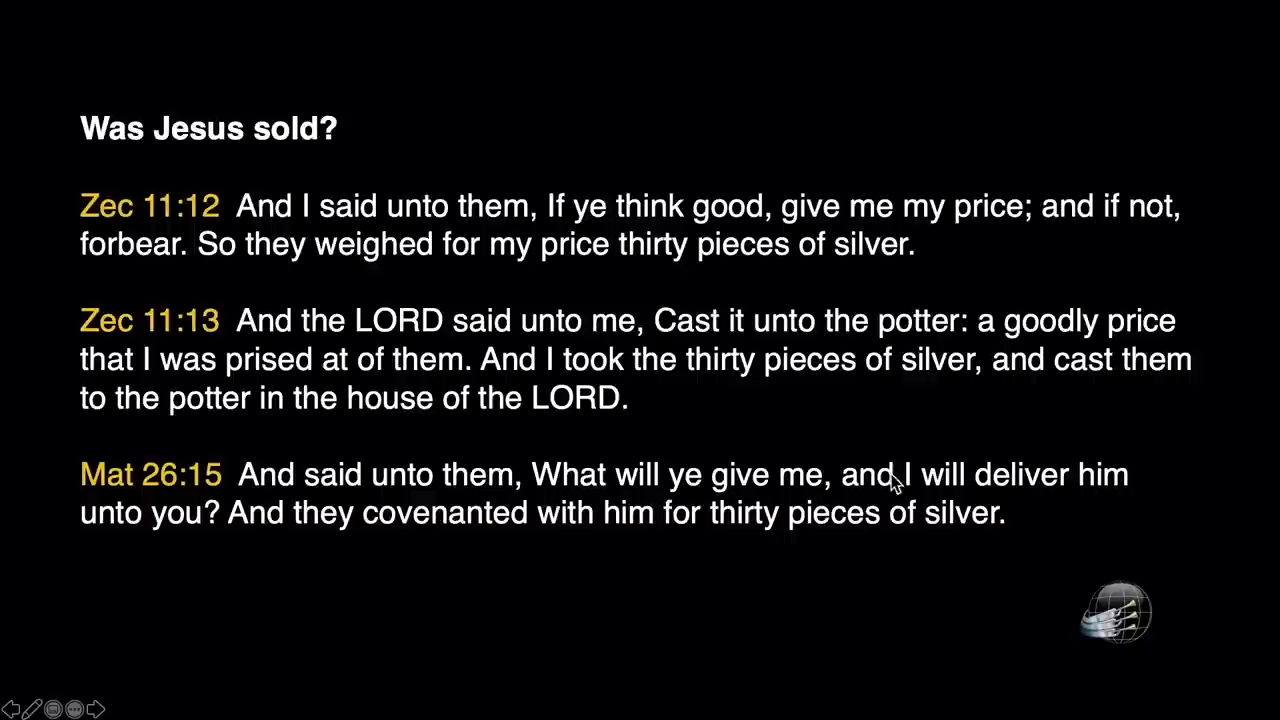 Was Jesus sold?
Zec 11:12 And I said unto them, If ye think good, give me my price; and if not,
forbear. So they weighed for my price thirty pieces of silver.
Zec 11:13 And the LORD said unto me, Cast it unto the potter: a goodly price
that I was prised at of them. And I took the thirty pieces of silver, and cast them
to the potter in the house of the LORD.
Mat 26:15 And said unto them, What will ye give me, and I will deliver him
unto you? And they covenanted with him for thirty pieces of silver.